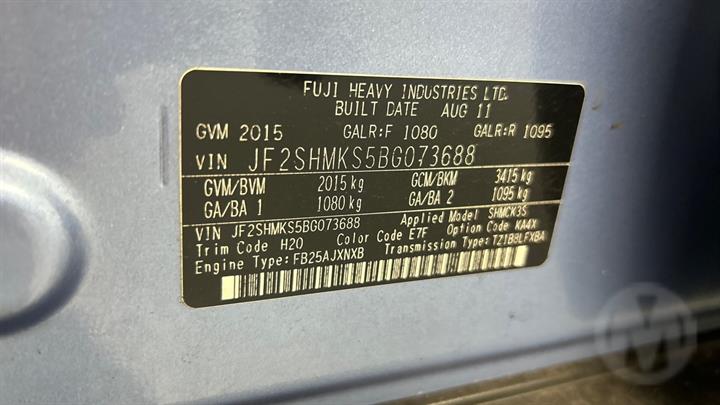 FUJI HEAVY INDUSTRIES LTD.
BUILT DATE AUG 11
GVM 2015 GALR:F 1080 GALR:R 1095
VIN JF2SHMKS5BG073688
GVM/BVM 2015 kg GCM/BKM 3415 kg
GA/BA 1 1080 kg GA/BA 2 1095 kg
VIN JF2SHMKS5BG073688 Applied Model SHMCK3S
Trim Code H20 Color Code E7F Option Code KA4X
Engine Type:FB25AJXNXB Transmission Type:TZ1B8LFXBA
M